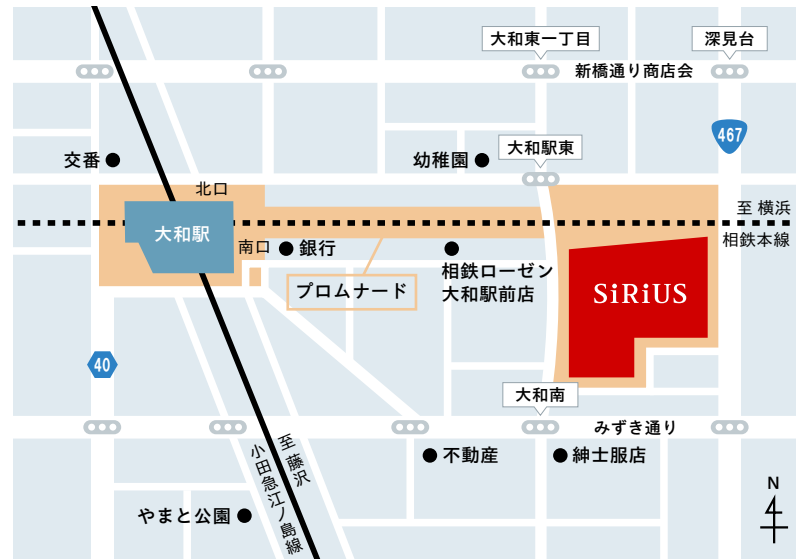 大和東一丁目
深見台
新橋通り商店会
467
大和駅東
交番
幼稚園
北口
至 横浜
大和駅
相鉄本線
南口
銀行
相鉄ローゼン
大和駅前店
プロムナード
SiRiUS
40
大和南
みずき通り
至 藤沢
小田急江ノ島線
不動産
紳士服店
やまと公園
N